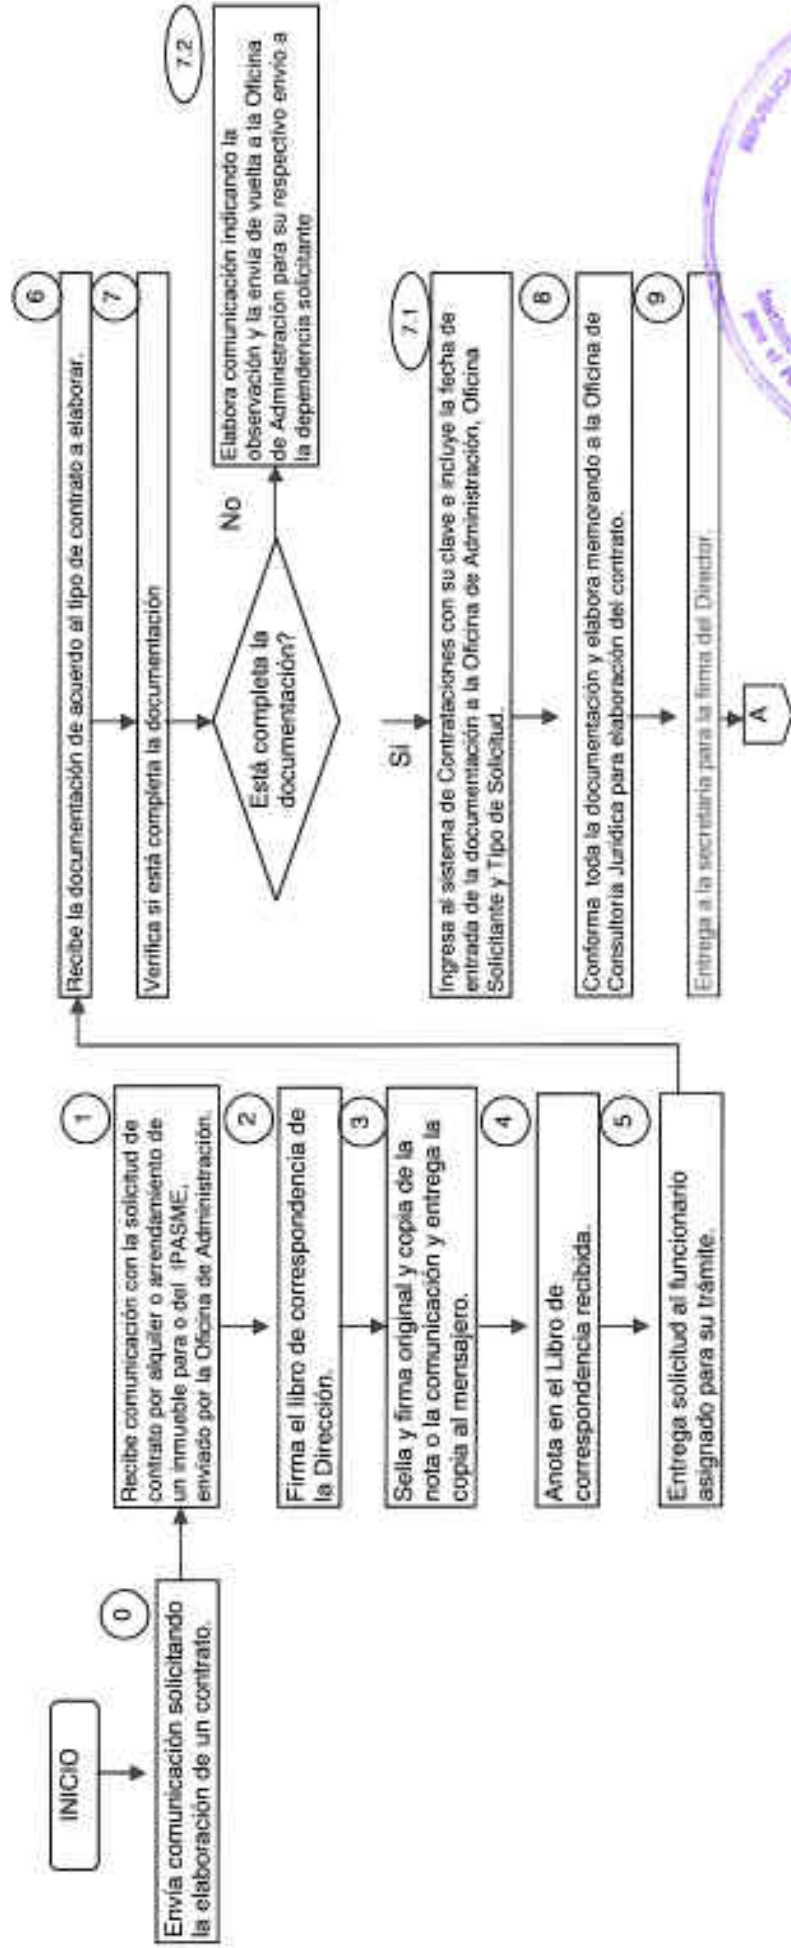 INICIO
0
Envía comunicación solicitando
la elaboración de un contrato.
1
Recibe comunicación con la solicitud de
contrato por alquiler o arrendamiento de
un inmueble para o del IPASME,
enviado por la Oficina de Administración.
2
Firma el libro de correspondencia de
la Dirección.
3
Sella y firma original y copia de la
nota o la comunicación y entrega la
copia al mensajero.
4
Anota en el Libro de
correspondencia recibida.
5
Entrega solicitud al funcionario
asignado para su trámite.
6
Recibe la documentación de acuerdo al tipo de contrato a elaborar.
7
Verifica si está completa la documentación
Está completa la
documentación?
No
7.2
Elabora comunicación indicando la
observación y la envía de vuelta a la Oficina
de Administración para su respectivo envío a
la dependencia solicitante
Sí
7.1
Ingresa al sistema de Contrataciones con su clave e incluye la fecha de
entrada de la documentación a la Oficina de Administración, Oficina
Solicitante y Tipo de Solicitud.
8
Conforma toda la documentación y elabora memorando a la Oficina de
Consultoría Jurídica para elaboración del contrato.
9
Entrega a la secretaria para la firma del Director.
A